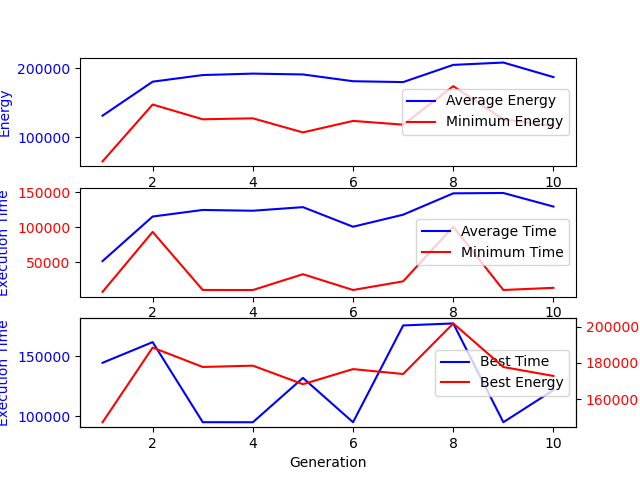 200000
100000
Energy
Average Energy
Minimum Energy
2 4 6 8 10
150000
100000
50000
Execution Time
Average Time
Minimum Time
2 4 6 8 10
150000
100000
Execution Time
Best Time
Best Energy
200000
180000
160000
2 4 6 8 10
Generation